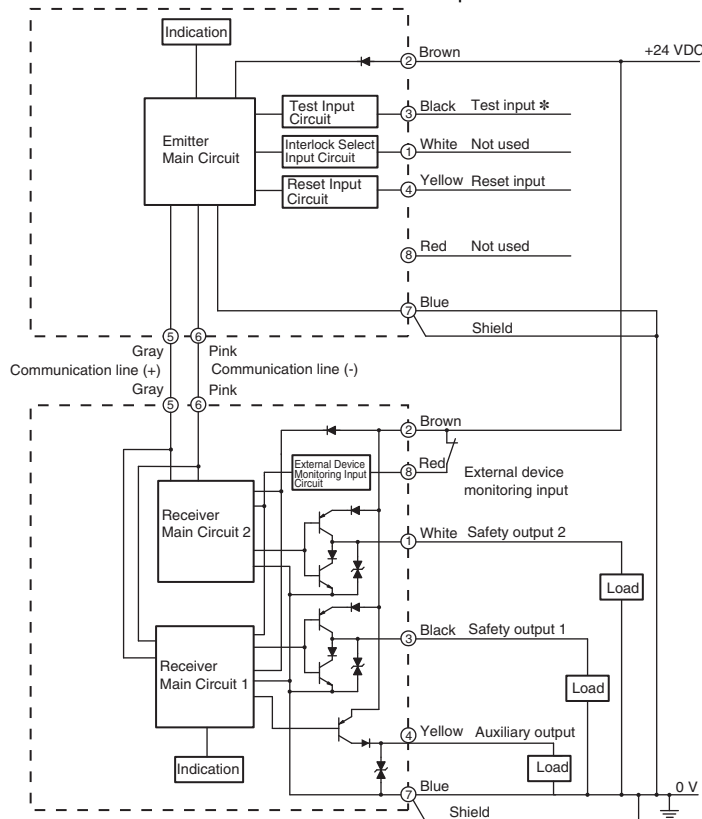 Indication
② Brown
+24 VDC
Emitter
Main Circuit
Test Input
Circuit
③ Black Test input *
Interlock Select
Input Circuit
① White Not used
Reset Input
Circuit
④ Yellow Reset input
⑧ Red Not used
⑦ Blue
Shield
⑤ ⑥
Gray Pink
Communication line (+) Communication line (-)
Gray Pink
⑤ ⑥
② Brown
External Device
Monitoring Input
Circuit
⑧ Red
External device
monitoring input
Receiver
Main Circuit 2
① White Safety output 2
Load
Receiver
Main Circuit 1
③ Black Safety output 1
Load
④ Yellow Auxiliary output
Load
Indication
⑦ Blue
0 V
Shield